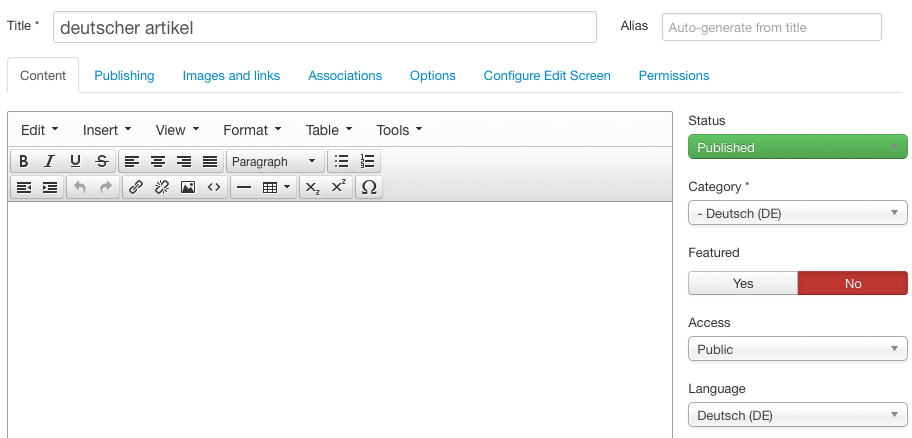 Title * deutscher artikel Alias Auto-generate from title
Content Publishing Images and links Associations Options Configure Edit Screen Permissions
Edit Insert View Format Table Tools
B I U S Paragraph
X₂ X² Ω
Status
Published
Category *
- Deutsch (DE)
Featured
Yes No
Access
Public
Language
Deutsch (DE)